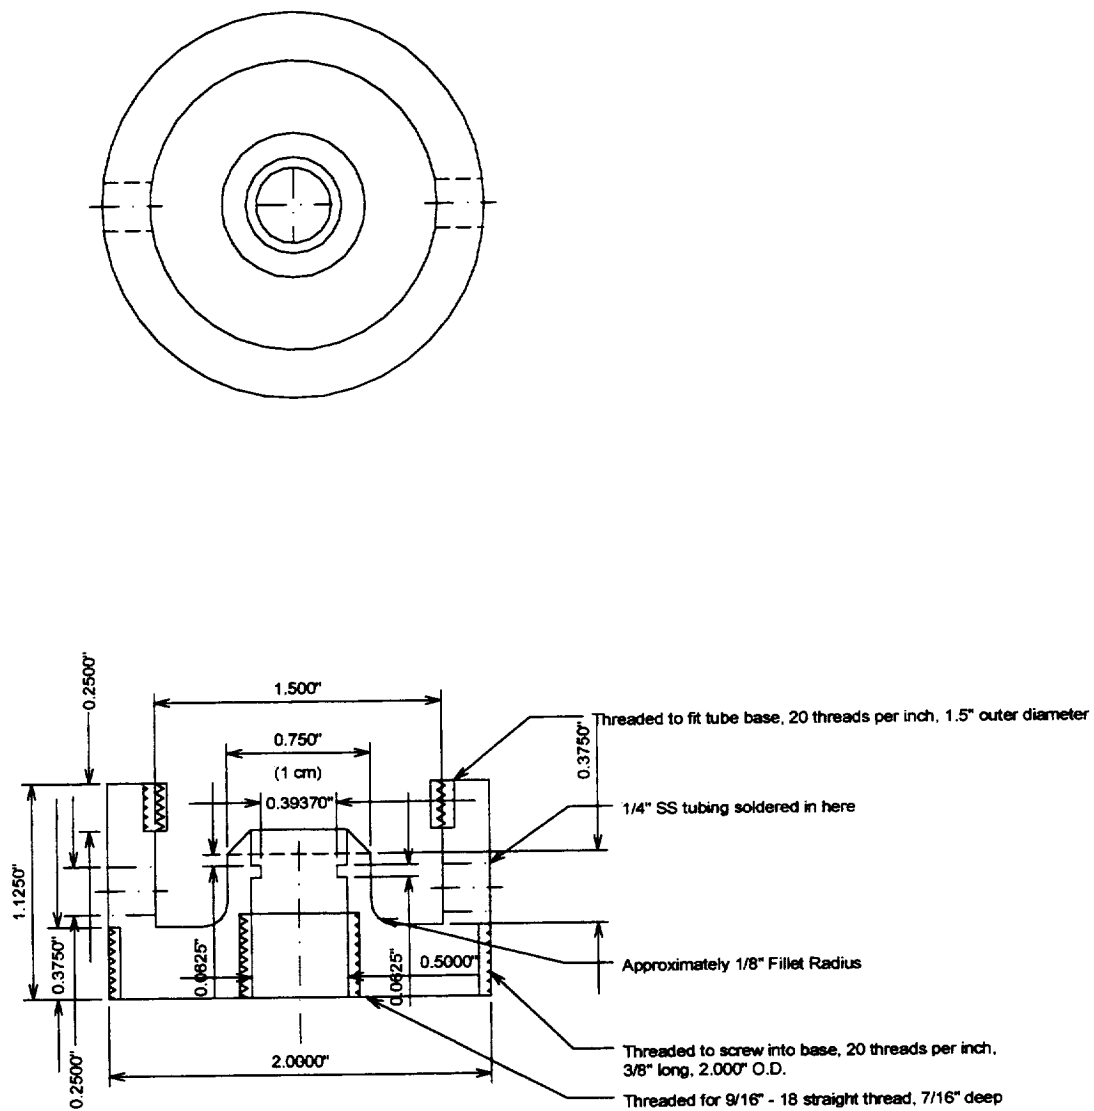 0.2500"
1.500"
Threaded to fit tube base, 20 threads per inch, 1.5" outer diameter
0.750"
0.3750"
(1 cm)
0.39370"
1/4" SS tubing soldered in here
1.1250"
0.3750"
0.0625"
0.0625"
0.5000"
Approximately 1/8" Fillet Radius
0.2500"
2.0000"
Threaded to screw into base, 20 threads per inch,
3/8" long, 2.000" O.D.
Threaded for 9/16" - 18 straight thread, 7/16" deep